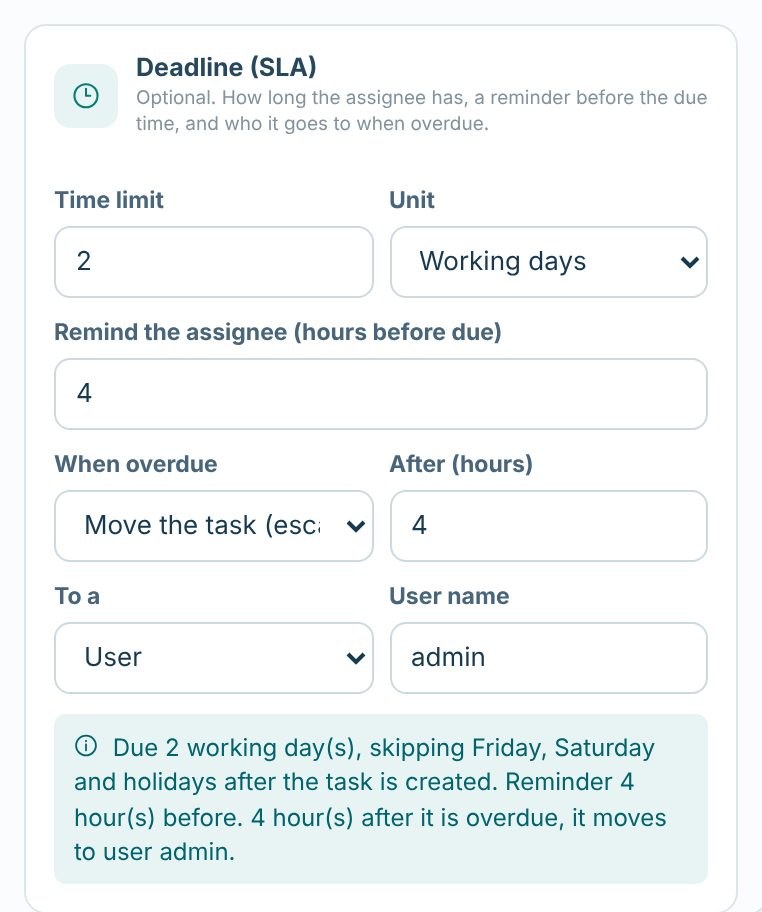 Deadline (SLA)
Optional. How long the assignee has, a reminder before the due
time, and who it goes to when overdue.
Time limit
Unit
2
Working days
Remind the assignee (hours before due)
4
When overdue
After (hours)
Move the task (esc
4
To a
User name
User
admin
Due 2 working day(s), skipping Friday, Saturday
and holidays after the task is created. Reminder 4
hour(s) before. 4 hour(s) after it is overdue, it moves
to user admin.